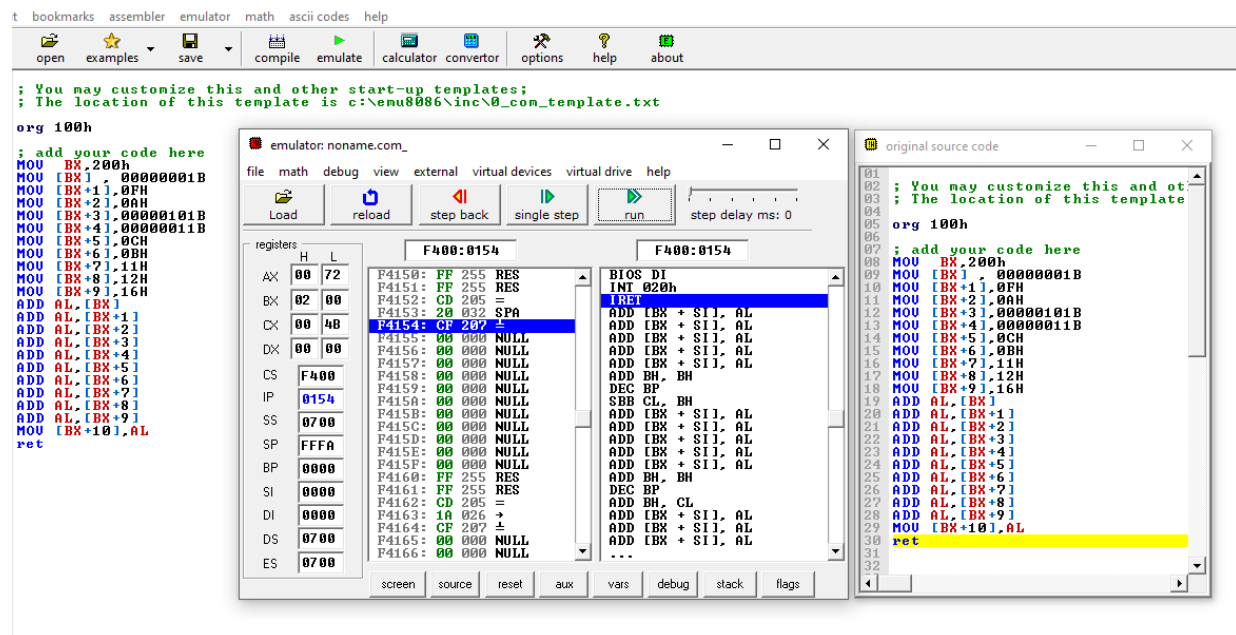 t bookmarks assembler emulator math ascii codes help
open examples save compile emulate calculator convertor options help about
; You may customize this and other start-up templates;
; The location of this template is c:\emu8086\inc\0_com_template.txt
org 100h
; add your code here
MOV BX,200h
MOV [BX] , 00000001B
MOV [BX+1],0FH
MOV [BX+2],0AH
MOV [BX+3],00000101B
MOV [BX+4],00000011B
MOV [BX+5],0CH
MOV [BX+6],0BH
MOV [BX+7],11H
MOV [BX+8],12H
MOV [BX+9],16H
ADD AL,[BX]
ADD AL,[BX+1]
ADD AL,[BX+2]
ADD AL,[BX+3]
ADD AL,[BX+4]
ADD AL,[BX+5]
ADD AL,[BX+6]
ADD AL,[BX+7]
ADD AL,[BX+8]
ADD AL,[BX+9]
MOV [BX+10],AL
ret
emulator: noname.com_
file math debug view external virtual devices virtual drive help
Load reload step back single step run step delay ms: 0
registers
H L
AX 00 72
BX 02 00
CX 00 4B
DX 00 00
CS F400
IP 0154
SS 0700
SP FFFA
BP 0000
SI 0000
DI 0000
DS 0700
ES 0700
F400:0154
F4150: FF 255 RES
F4151: FF 255 RES
F4152: CD 205 =
F4153: 20 032 SPA
F4154: CF 207 ╧
F4155: 00 000 NULL
F4156: 00 000 NULL
F4157: 00 000 NULL
F4158: 00 000 NULL
F4159: 00 000 NULL
F415A: 00 000 NULL
F415B: 00 000 NULL
F415C: 00 000 NULL
F415D: 00 000 NULL
F415E: 00 000 NULL
F415F: 00 000 NULL
F4160: FF 255 RES
F4161: FF 255 RES
F4162: CD 205 =
F4163: 1A 026 →
F4164: CF 207 ╧
F4165: 00 000 NULL
F4166: 00 000 NULL
F400:0154
BIOS DI
INT 020h
IRET
ADD [BX + SI], AL
ADD [BX + SI], AL
ADD [BX + SI], AL
ADD [BX + SI], AL
ADD [BX + SI], AL
ADD BH, BH
DEC BP
SBB CL, BH
ADD [BX + SI], AL
ADD [BX + SI], AL
ADD [BX + SI], AL
ADD [BX + SI], AL
ADD [BX + SI], AL
ADD BH, BH
DEC BP
ADD BH, CL
ADD [BX + SI], AL
ADD [BX + SI], AL
ADD [BX + SI], AL
...
screen source reset aux vars debug stack flags
original source code
01
02 ; You may customize this and ot
03 ; The location of this template
04
05 org 100h
06
07 ; add your code here
08 MOV BX,200h
09 MOV [BX] , 00000001B
10 MOV [BX+1],0FH
11 MOV [BX+2],0AH
12 MOV [BX+3],00000101B
13 MOV [BX+4],00000011B
14 MOV [BX+5],0CH
15 MOV [BX+6],0BH
16 MOV [BX+7],11H
17 MOV [BX+8],12H
18 MOV [BX+9],16H
19 ADD AL,[BX]
20 ADD AL,[BX+1]
21 ADD AL,[BX+2]
22 ADD AL,[BX+3]
23 ADD AL,[BX+4]
24 ADD AL,[BX+5]
25 ADD AL,[BX+6]
26 ADD AL,[BX+7]
27 ADD AL,[BX+8]
28 ADD AL,[BX+9]
29 MOV [BX+10],AL
30 ret
31
32